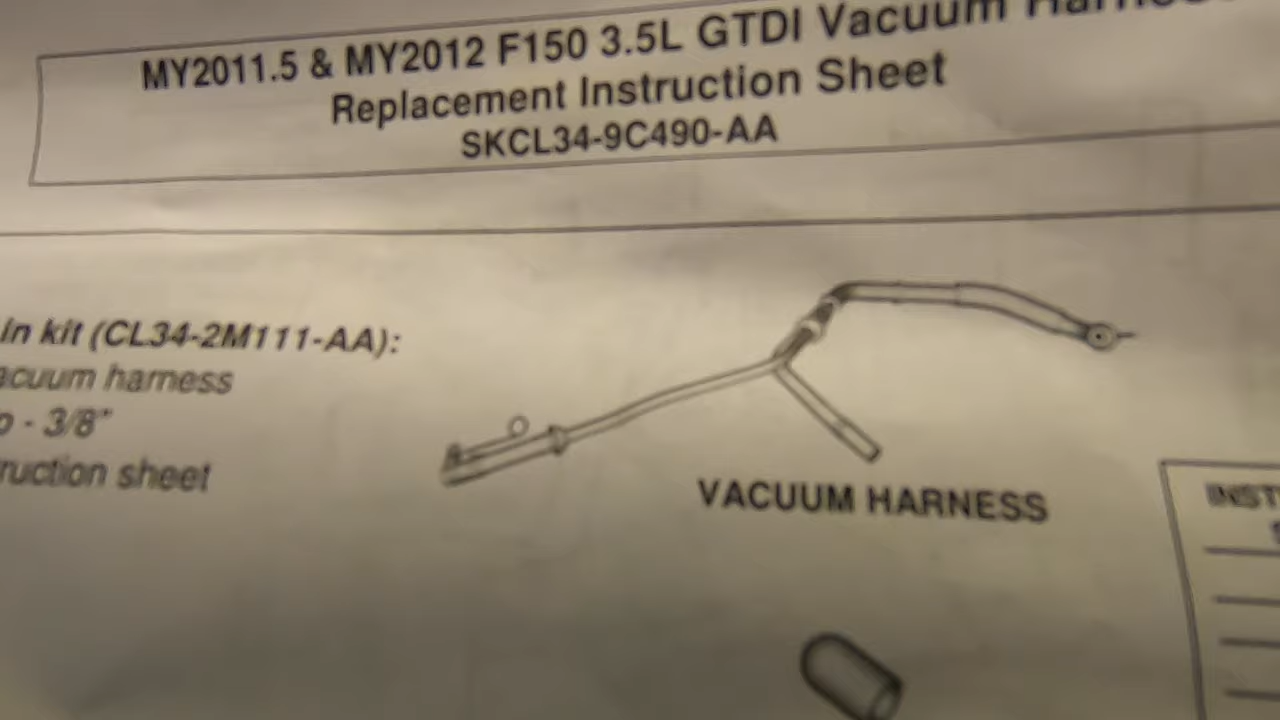 MY2011.5 & MY2012 F150 3.5L GTDI Vacuum
Replacement Instruction Sheet
SKCL34-9C490-AA
in kit (CL34-2M111-AA):
acuum harness
p - 3/8"
ruction sheet
VACUUM HARNESS
INST